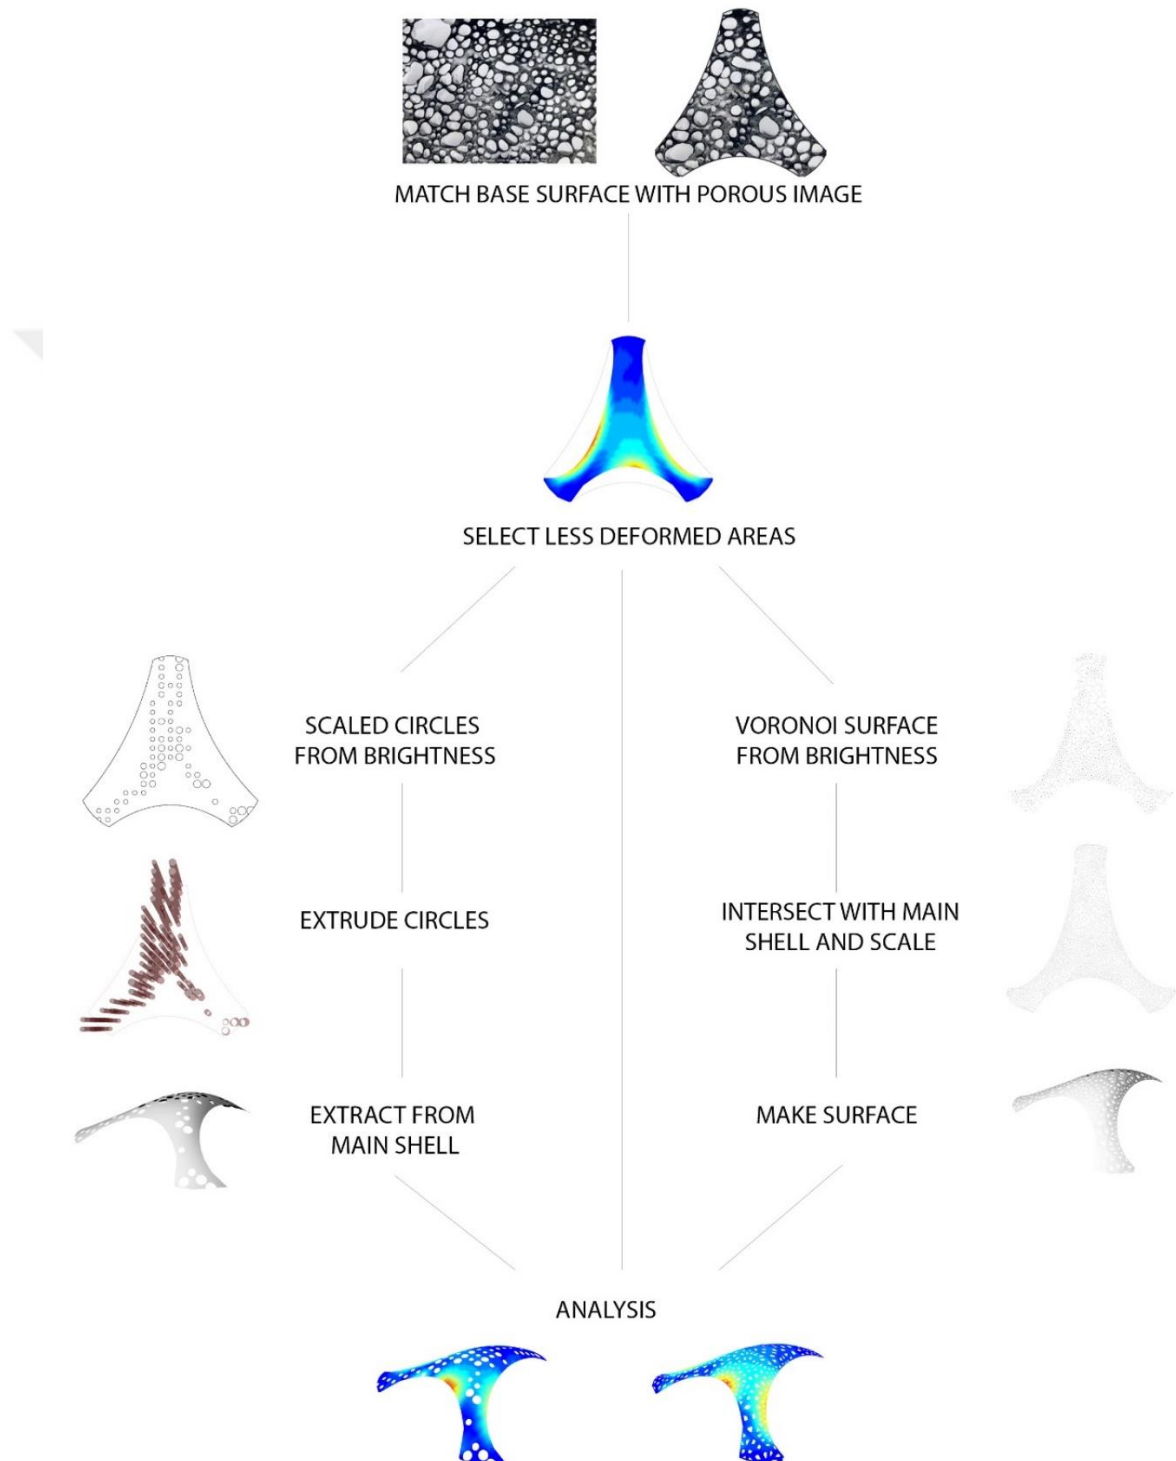 MATCH BASE SURFACE WITH POROUS IMAGE
SELECT LESS DEFORMED AREAS
SCALED CIRCLES
FROM BRIGHTNESS
VORONOI SURFACE
FROM BRIGHTNESS
EXTRUDE CIRCLES
INTERSECT WITH MAIN
SHELL AND SCALE
EXTRACT FROM
MAIN SHELL
MAKE SURFACE
ANALYSIS